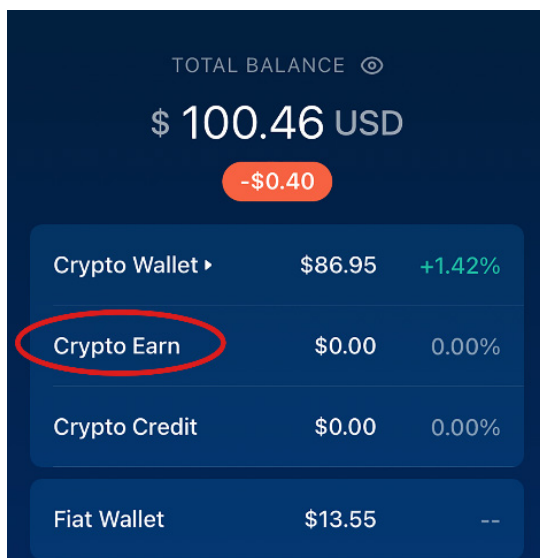 TOTAL BALANCE
$ 100.46 USD
-$0.40
Crypto Wallet $86.95 +1.42%
Crypto Earn $0.00 0.00%
Crypto Credit $0.00 0.00%
Fiat Wallet $13.55 --